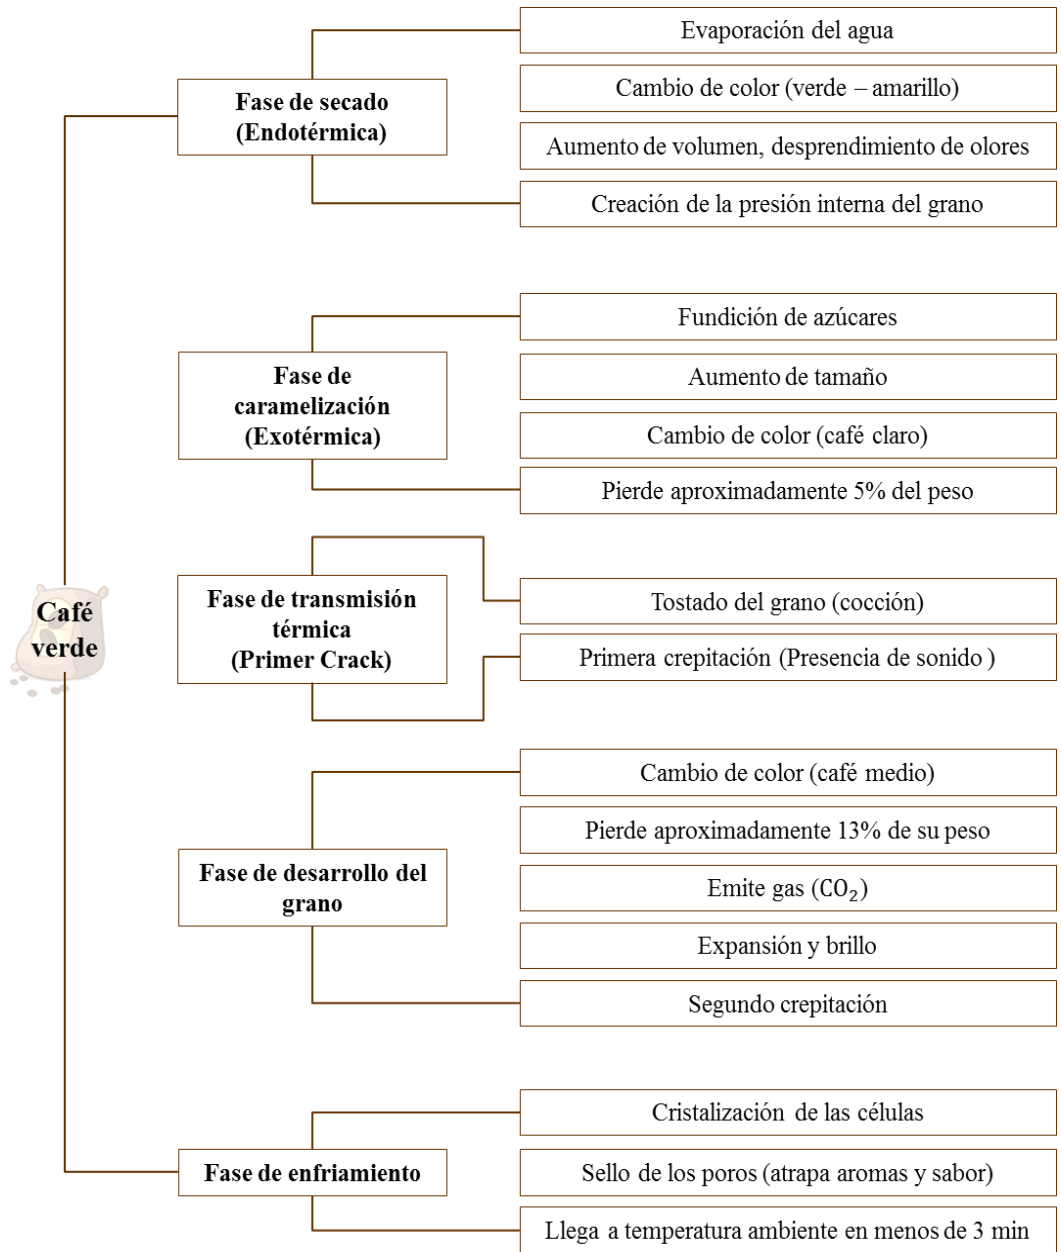 Café
verde
Fase de secado
(Endotérmica)
Evaporación del agua
Cambio de color (verde – amarillo)
Aumento de volumen, desprendimiento de olores
Creación de la presión interna del grano
Fase de
caramelización
(Exotérmica)
Fundición de azúcares
Aumento de tamaño
Cambio de color (café claro)
Pierde aproximadamente 5% del peso
Fase de transmisión
térmica
(Primer Crack)
Tostado del grano (cocción)
Primera crepitación (Presencia de sonido )
Fase de desarrollo del
grano
Cambio de color (café medio)
Pierde aproximadamente 13% de su peso
Emite gas (CO₂)
Expansión y brillo
Segundo crepitación
Fase de enfriamiento
Cristalización de las células
Sello de los poros (atrapa aromas y sabor)
Llega a temperatura ambiente en menos de 3 min